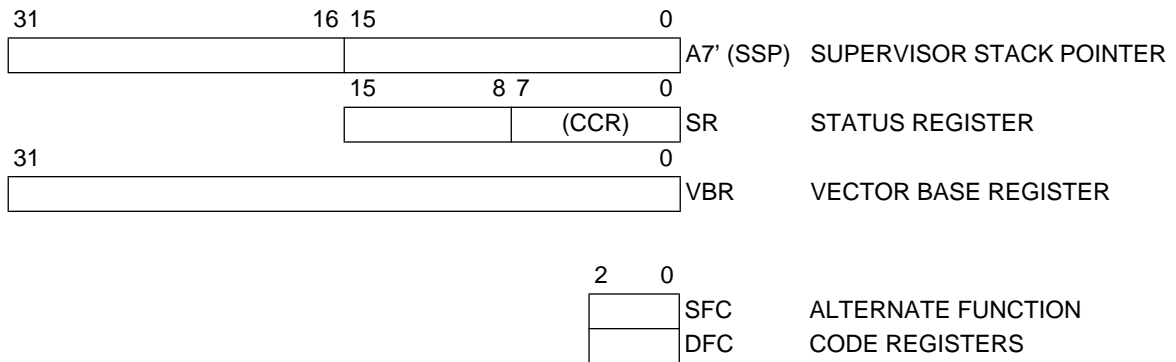 31 16 15 0
A7’ (SSP) SUPERVISOR STACK POINTER
15 8 7 0
(CCR) SR STATUS REGISTER
31 0
VBR VECTOR BASE REGISTER
2 0
SFC ALTERNATE FUNCTION
DFC CODE REGISTERS